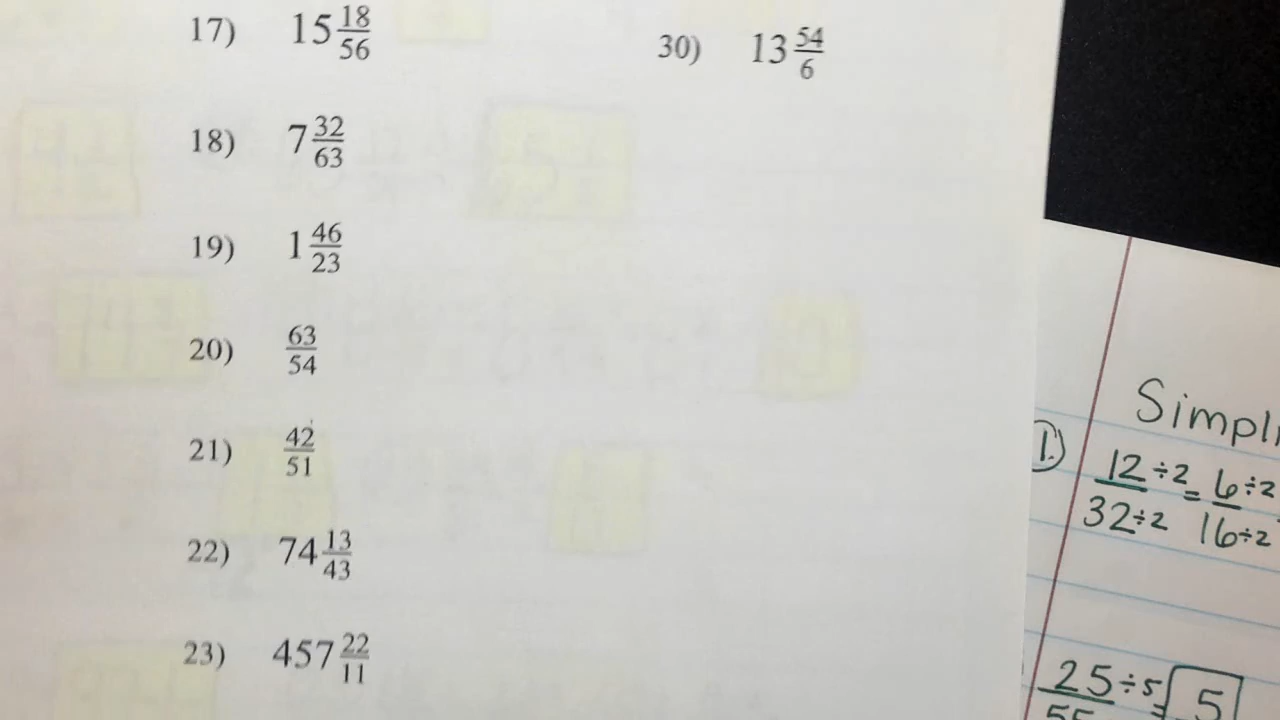 17) 15 18/56
18) 7 32/63
19) 1 46/23
20) 63/54
21) 42/51
22) 74 13/43
23) 457 22/11
30) 13 54/6
1.) 12÷2/32÷2 = 6÷2/16÷2
25÷5 = 5